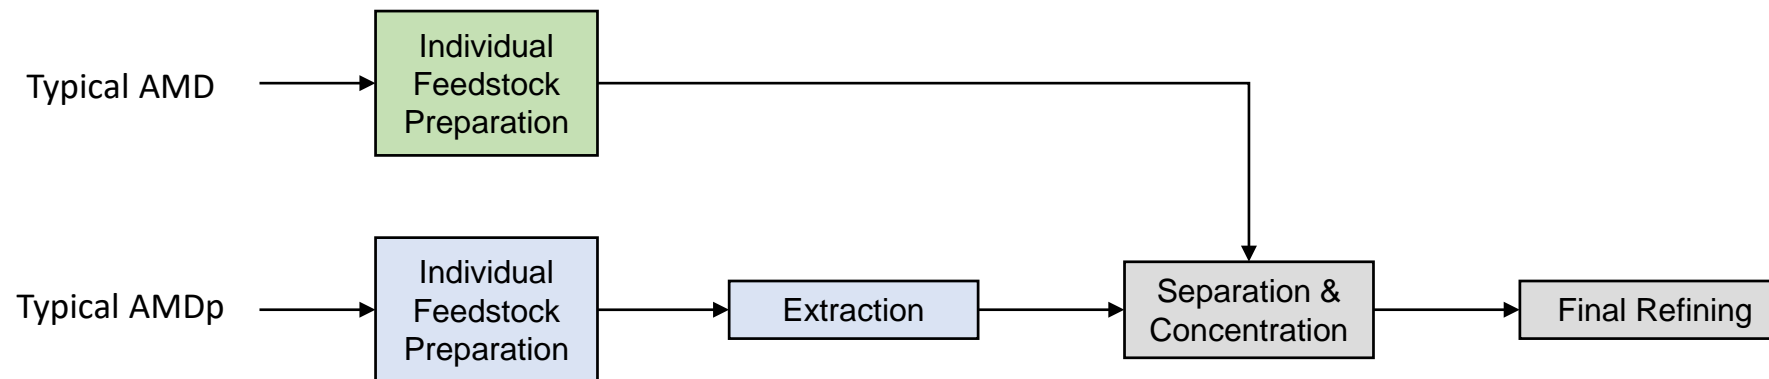 Typical AMD
Individual
Feedstock
Preparation
Typical AMDp
Individual
Feedstock
Preparation
Extraction
Separation &
Concentration
Final Refining